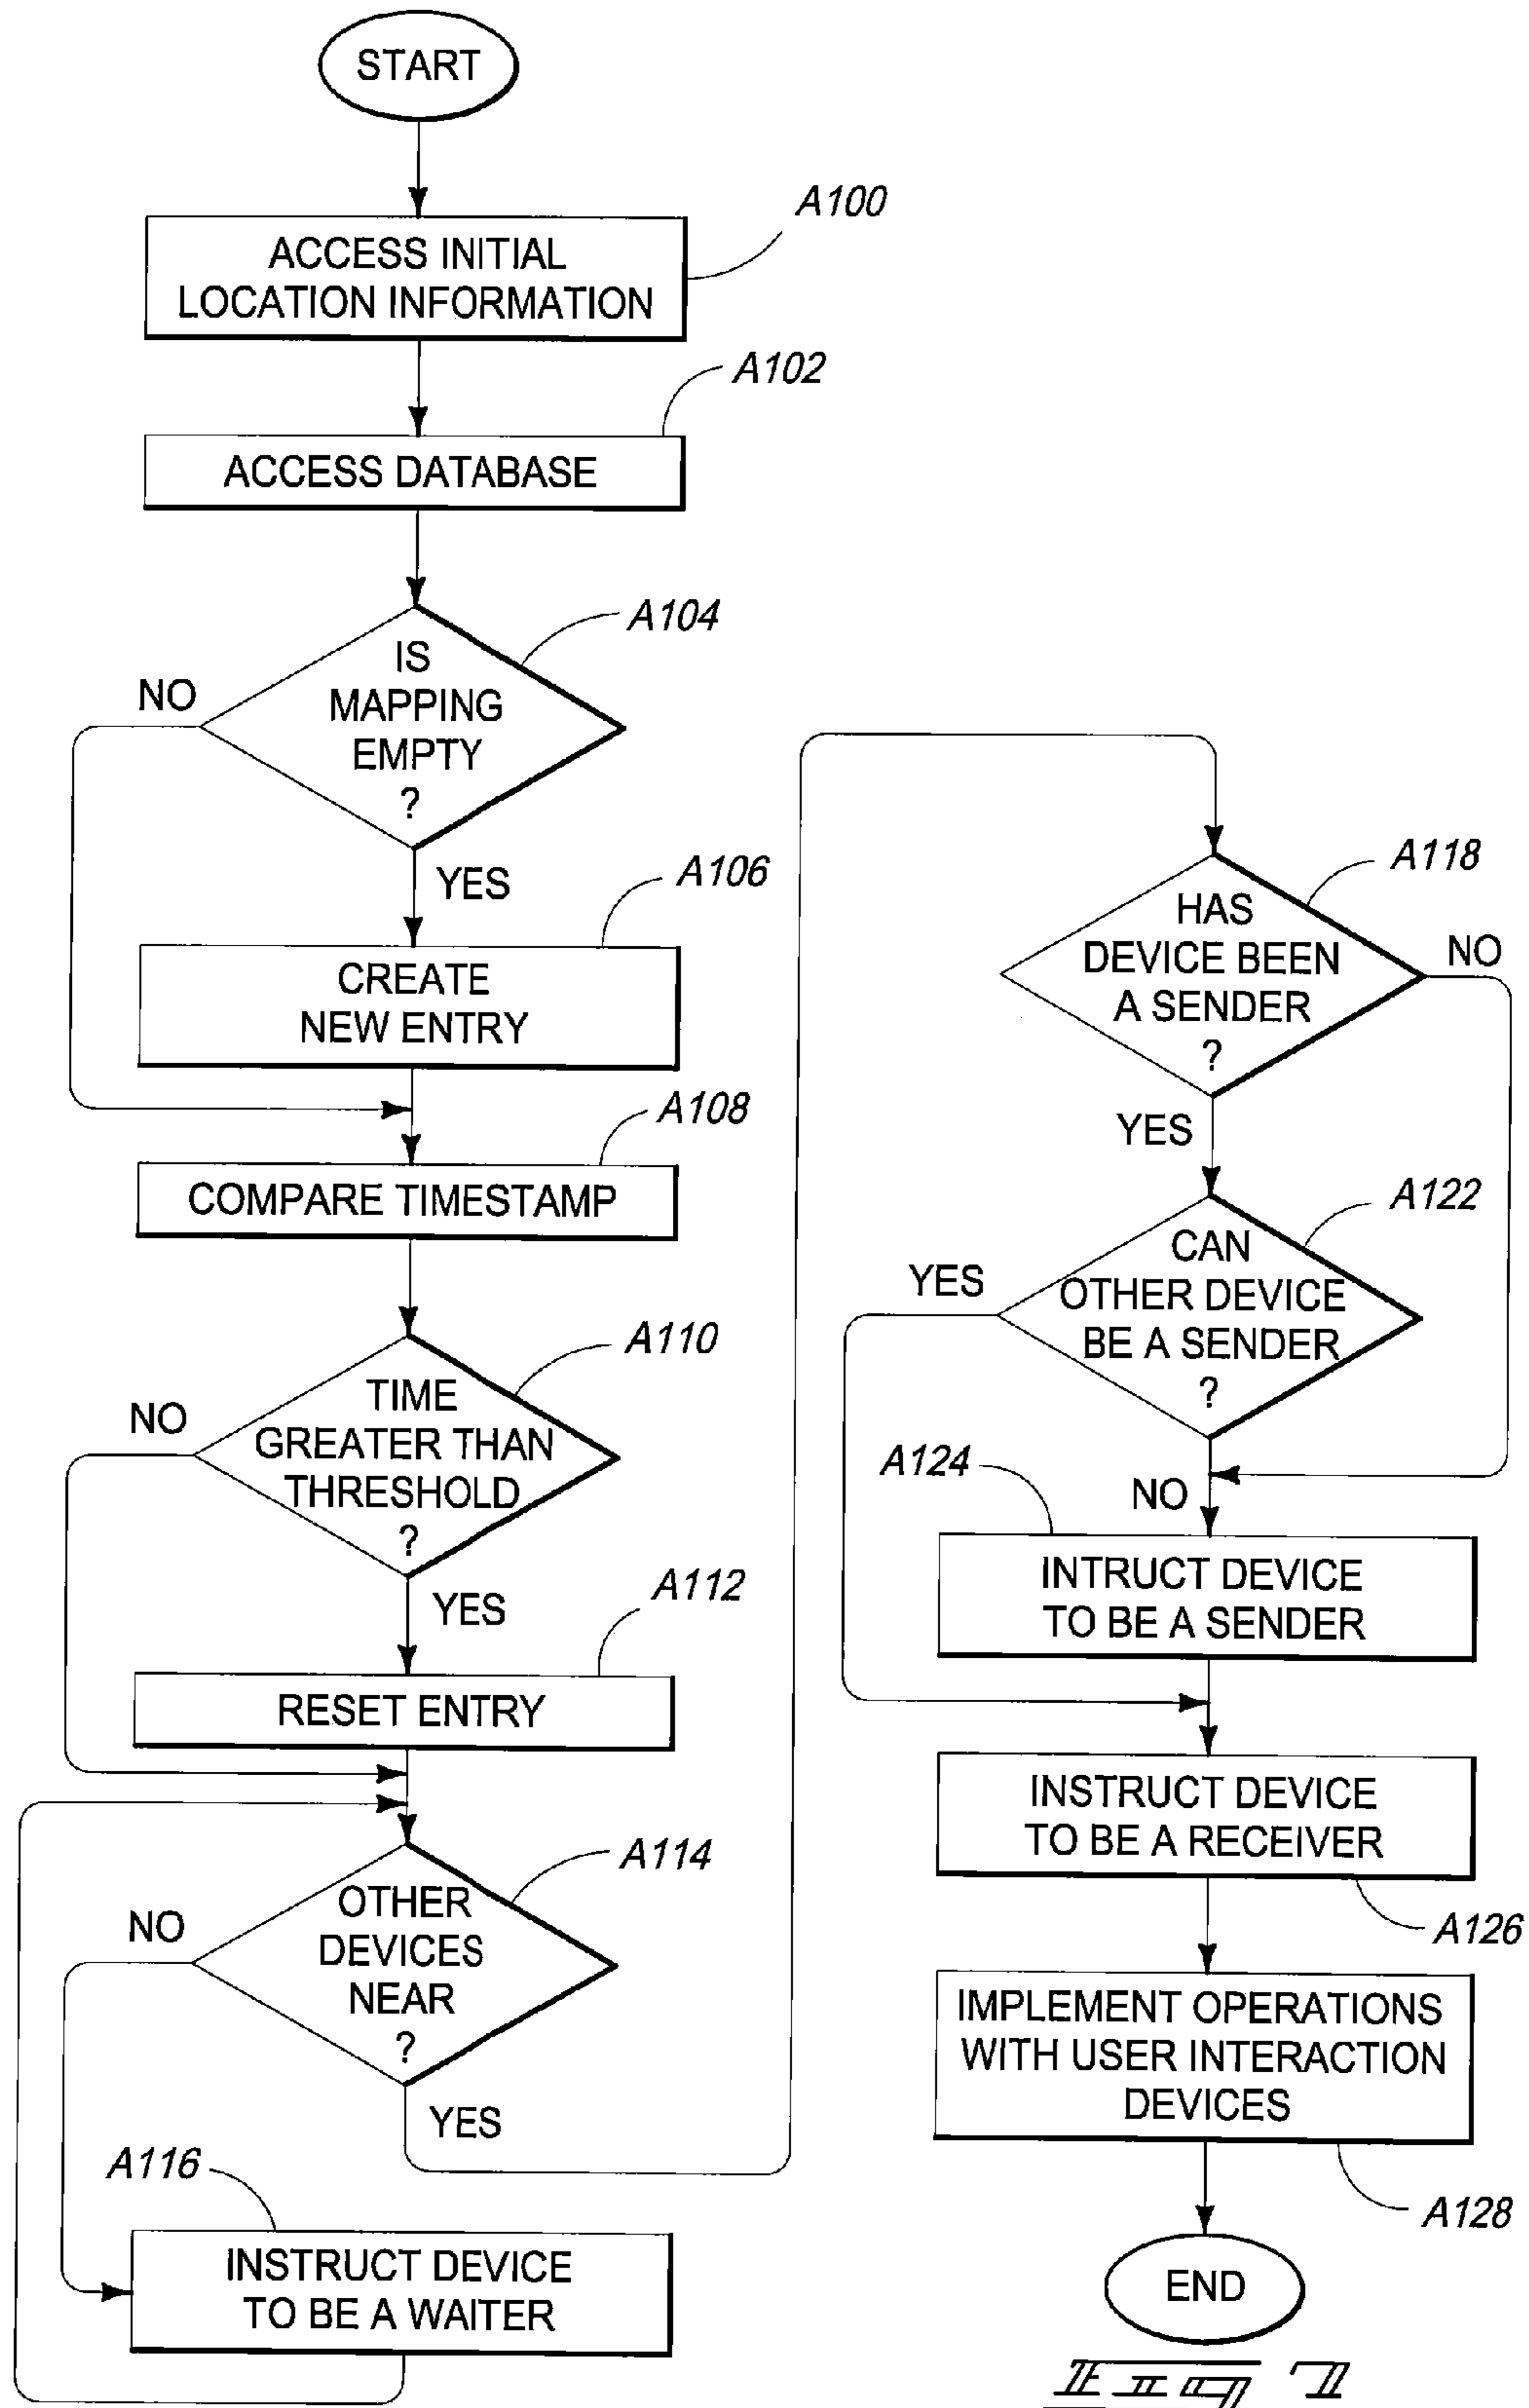 START
A100
ACCESS INITIAL
LOCATION INFORMATION
A102
ACCESS DATABASE
A104
IS
MAPPING
EMPTY
?
NO
YES
A106
CREATE
NEW ENTRY
A108
COMPARE TIMESTAMP
A110
TIME
GREATER THAN
THRESHOLD
?
NO
YES
A112
RESET ENTRY
A114
OTHER
DEVICES
NEAR
?
NO
YES
A116
INSTRUCT DEVICE
TO BE A WAITER
A118
HAS
DEVICE BEEN
A SENDER
?
NO
YES
A122
CAN
OTHER DEVICE
BE A SENDER
?
YES
NO
A124
INTRUCT DEVICE
TO BE A SENDER
INSTRUCT DEVICE
TO BE A RECEIVER
A126
IMPLEMENT OPERATIONS
WITH USER INTERACTION
DEVICES
A128
END
FIG 7